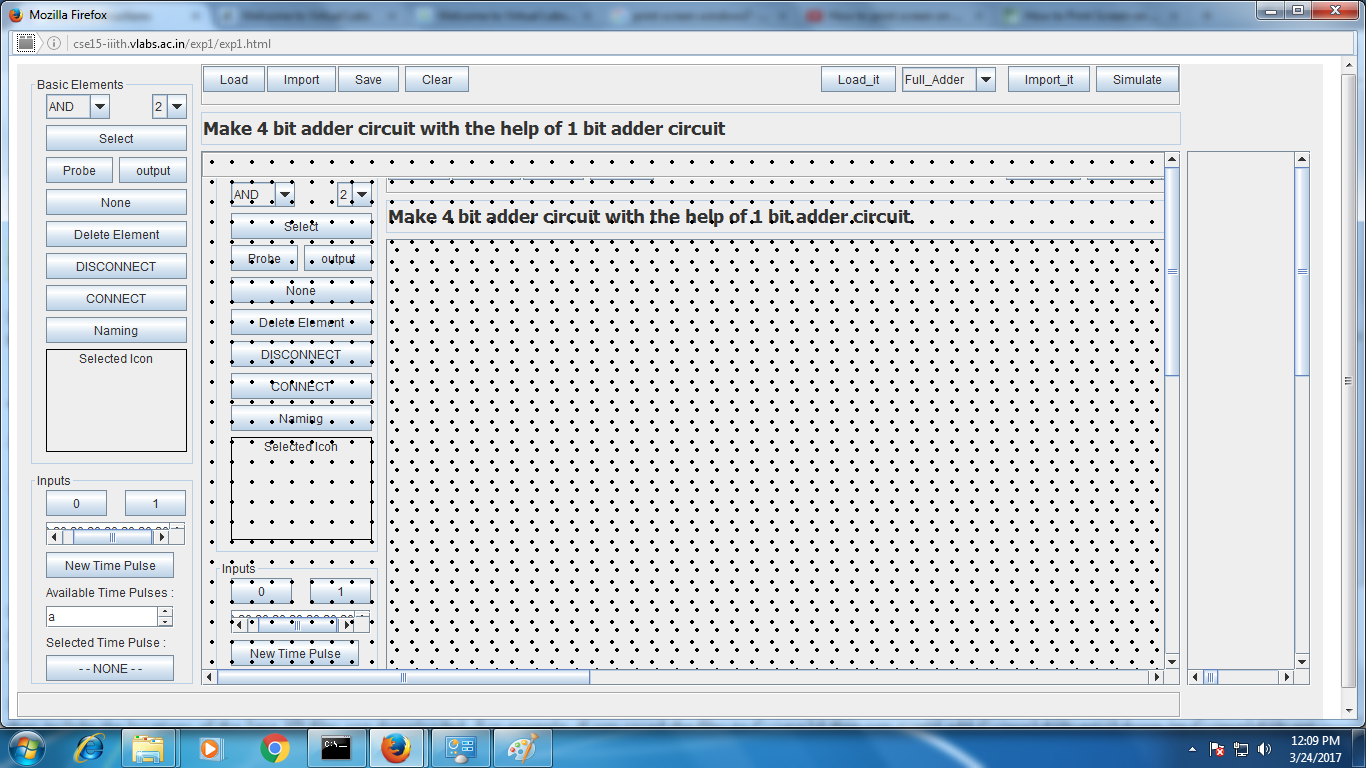 Mozilla Firefox
cse15-iiith.vlabs.ac.in/exp1/exp1.html
Load Import Save Clear Load_it Full_Adder Import_it Simulate
Make 4 bit adder circuit with the help of 1 bit adder circuit
Basic Elements
AND 2
Select
Probe output
None
Delete Element
DISCONNECT
CONNECT
Naming
Selected Icon
Inputs
0 1
New Time Pulse
Available Time Pulses :
a
Selected Time Pulse :
- - NONE - -
AND 2
Make 4 bit adder circuit with the help of 1 bit adder circuit
Select
Probe output
None
Delete Element
DISCONNECT
CONNECT
Naming
Selected Icon
Inputs
0 1
New Time Pulse
12:09 PM
3/24/2017